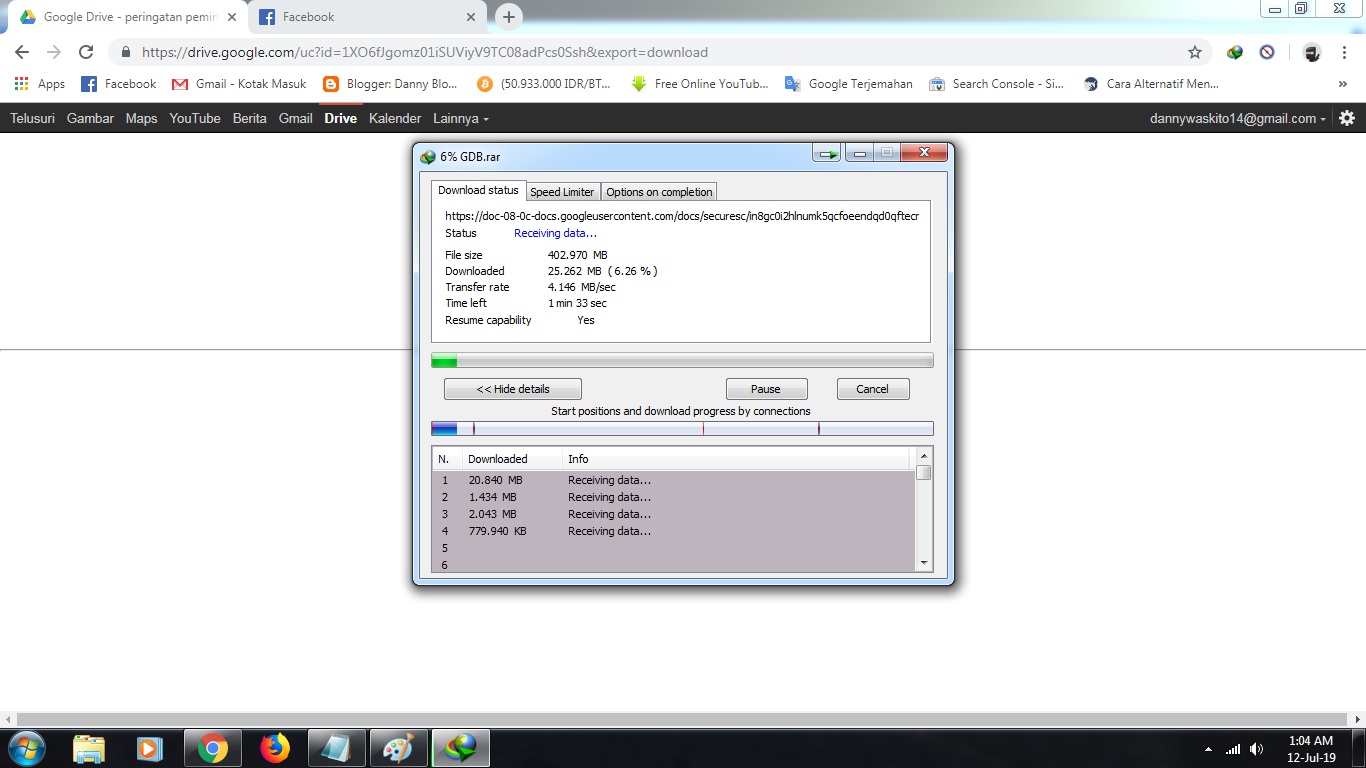 Google Drive - peringatan pemin
Facebook
https://drive.google.com/uc?id=1XO6fJgomz01iSUViyV9TC08adPcs0Ssh&export=download
Apps Facebook Gmail - Kotak Masuk Blogger: Danny Blo... (50.933.000 IDR/BT... Free Online YouTub... Google Terjemahan Search Console - Si... Cara Alternatif Men... »
Telusuri Gambar Maps YouTube Berita Gmail Drive Kalender Lainnya dannywaskito14@gmail.com
6% GDB.rar
Download status Speed Limiter Options on completion
https://doc-08-0c-docs.googleusercontent.com/docs/securesc/in8gc0i2hlnumk5qcfoeendqd0qftecr
Status Receiving data...
File size 402.970 MB
Downloaded 25.262 MB ( 6.26 % )
Transfer rate 4.146 MB/sec
Time left 1 min 33 sec
Resume capability Yes
<< Hide details Pause Cancel
Start positions and download progress by connections
N. Downloaded Info
1 20.840 MB Receiving data...
2 1.434 MB Receiving data...
3 2.043 MB Receiving data...
4 779.940 KB Receiving data...
5
6
1:04 AM
12-Jul-19